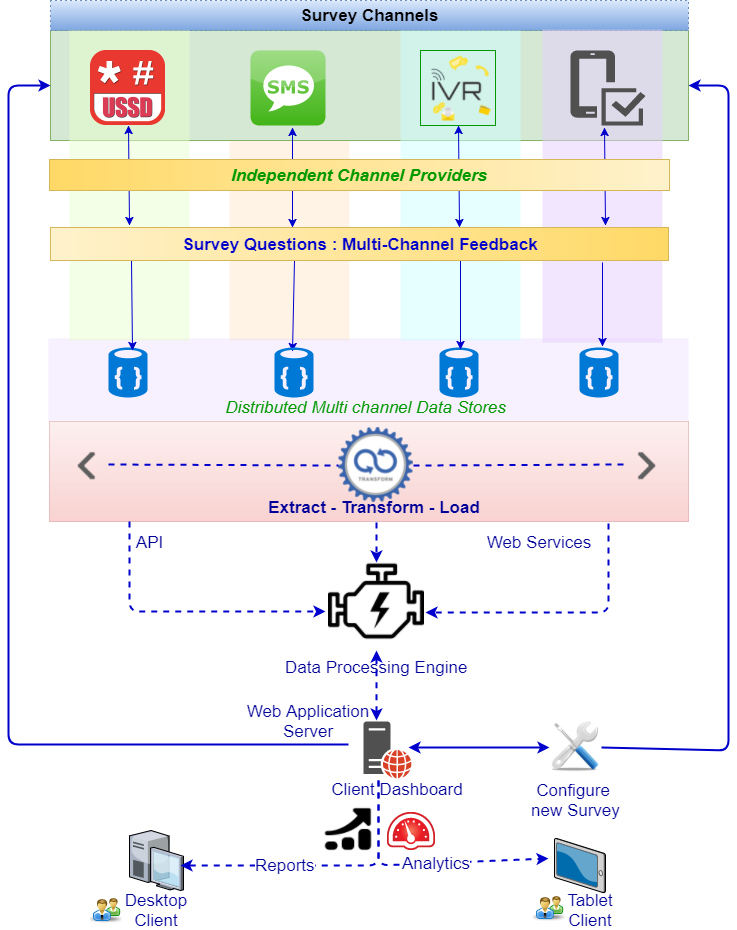 Survey Channels
* #
USSD
SMS
IVR
Independent Channel Providers
Survey Questions : Multi-Channel Feedback
{ }
{ }
{ }
{ }
Distributed Multi channel Data Stores
TRANSFORM
Extract - Transform - Load
API
Web Services
Data Processing Engine
Web Application
Server
Client Dashboard
Configure
new Survey
Reports
Analytics
Desktop
Client
Tablet
Client